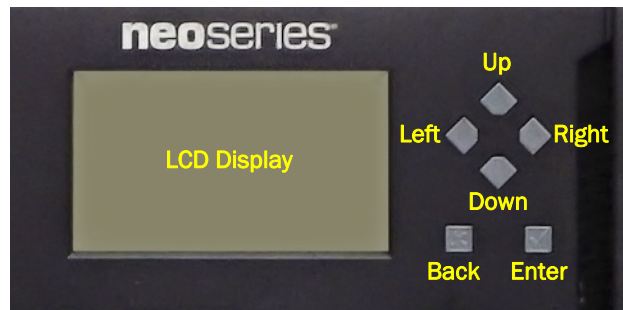 neoseries
Up
Left
Right
LCD Display
Down
Back
Enter